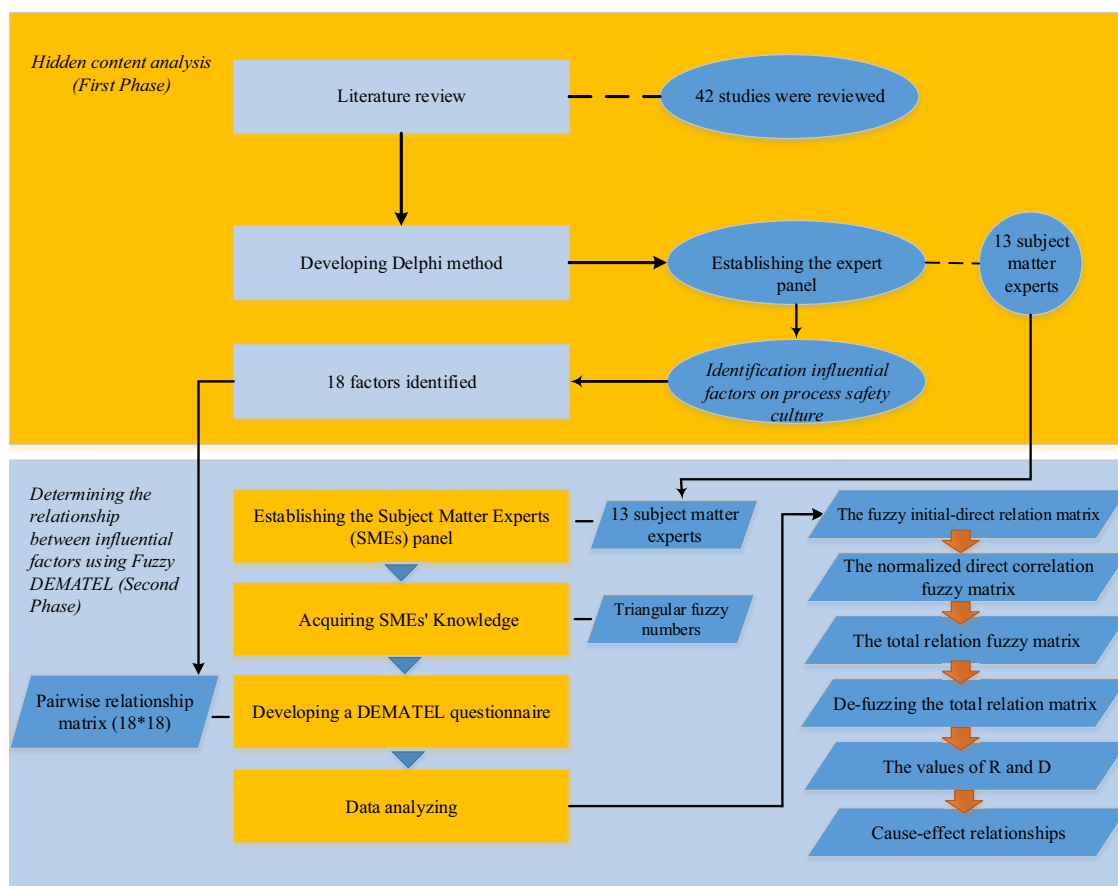 Hidden content analysis
(First Phase)
Literature review
42 studies were reviewed
Developing Delphi method
Establishing the expert
panel
13 subject
matter
experts
18 factors identified
Identification influential
factors on process safety
culture
Determining the
relationship
between influential
factors using Fuzzy
DEMATEL (Second
Phase)
Establishing the Subject Matter Experts
(SMEs) panel
13 subject matter
experts
Acquiring SMEs' Knowledge
Triangular fuzzy
numbers
Pairwise relationship
matrix (18*18)
Developing a DEMATEL questionnaire
Data analyzing
The fuzzy initial-direct relation matrix
The normalized direct correlation
fuzzy matrix
The total relation fuzzy matrix
De-fuzzing the total relation matrix
The values of R and D
Cause-effect relationships